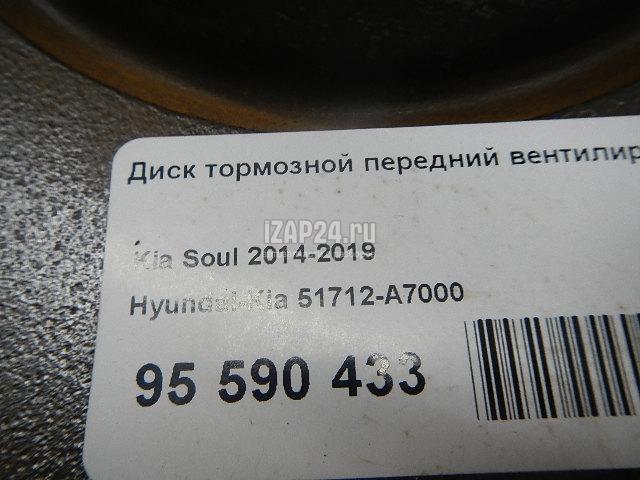 Диск тормозной передний вентилир
IZAP24.ru
Kia Soul 2014-2019
Hyundai-Kia 51712-A7000
95 590 433